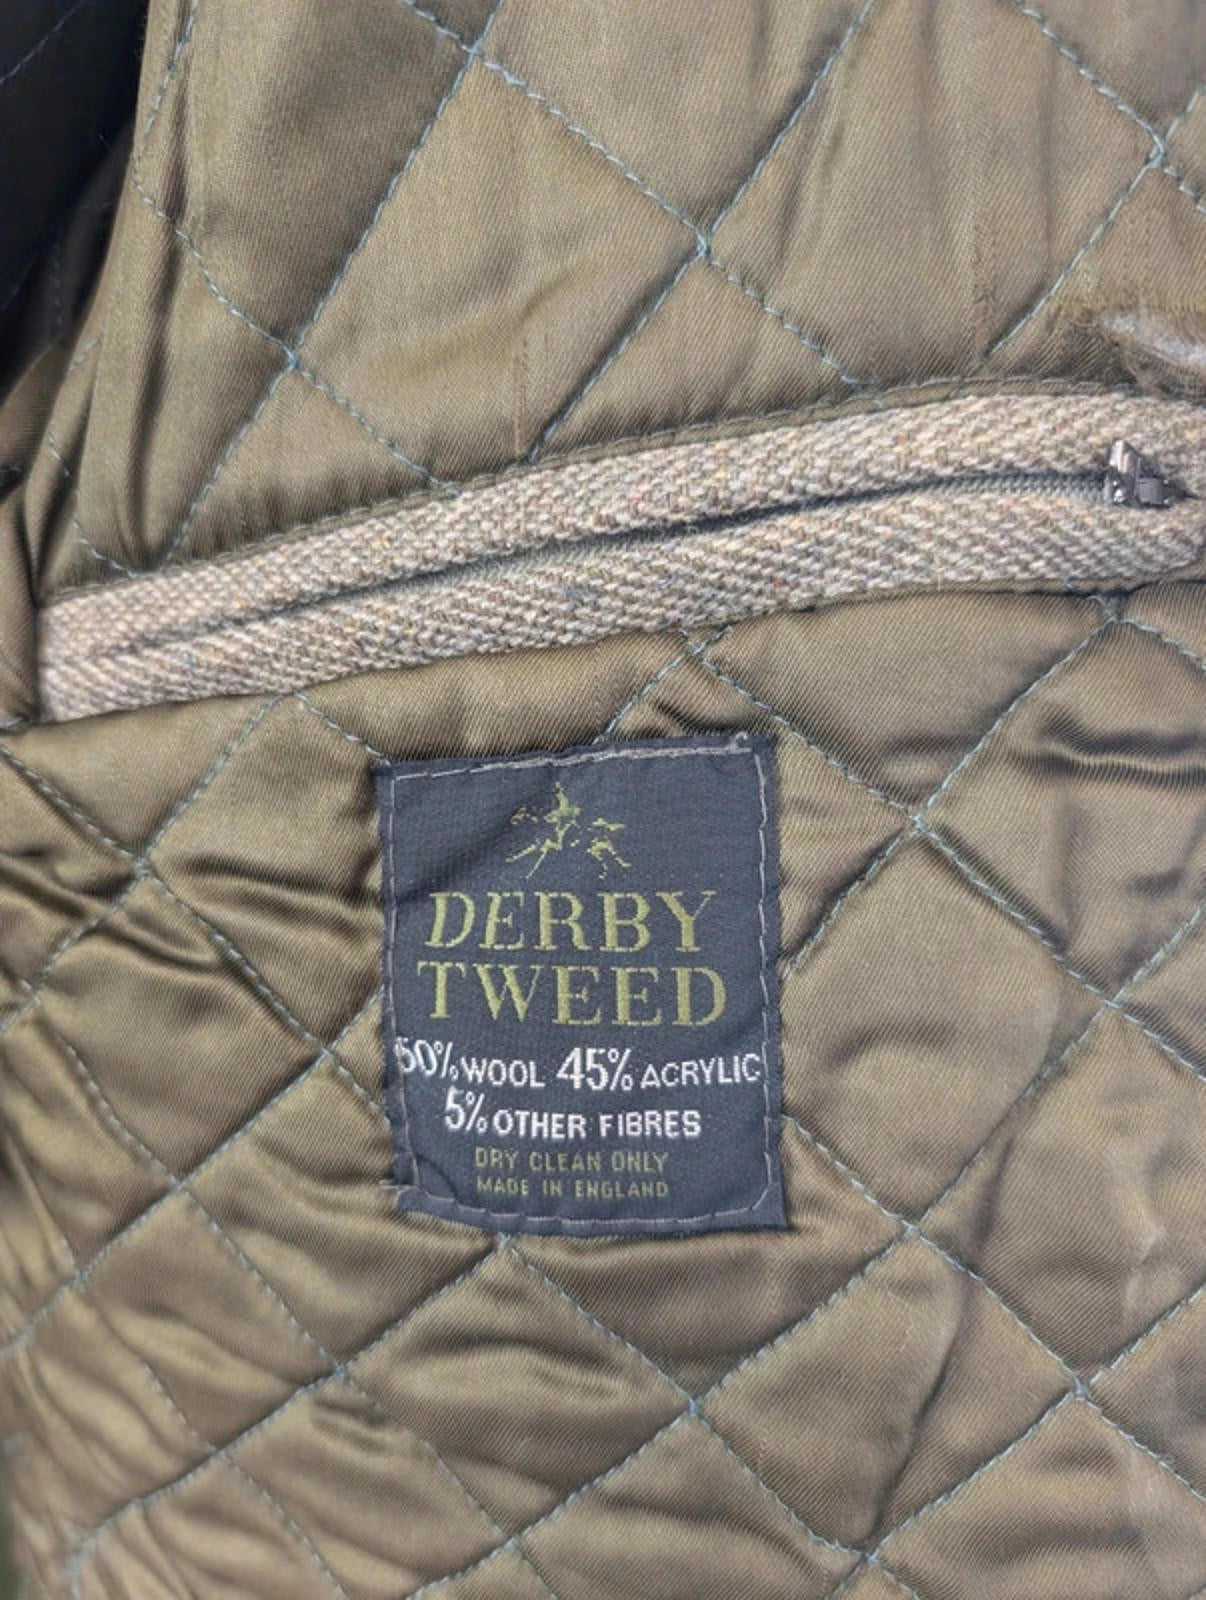 DERBY
TWEED
50% WOOL 45% ACRYLIC
5% OTHER FIBRES
DRY CLEAN ONLY
MADE IN ENGLAND